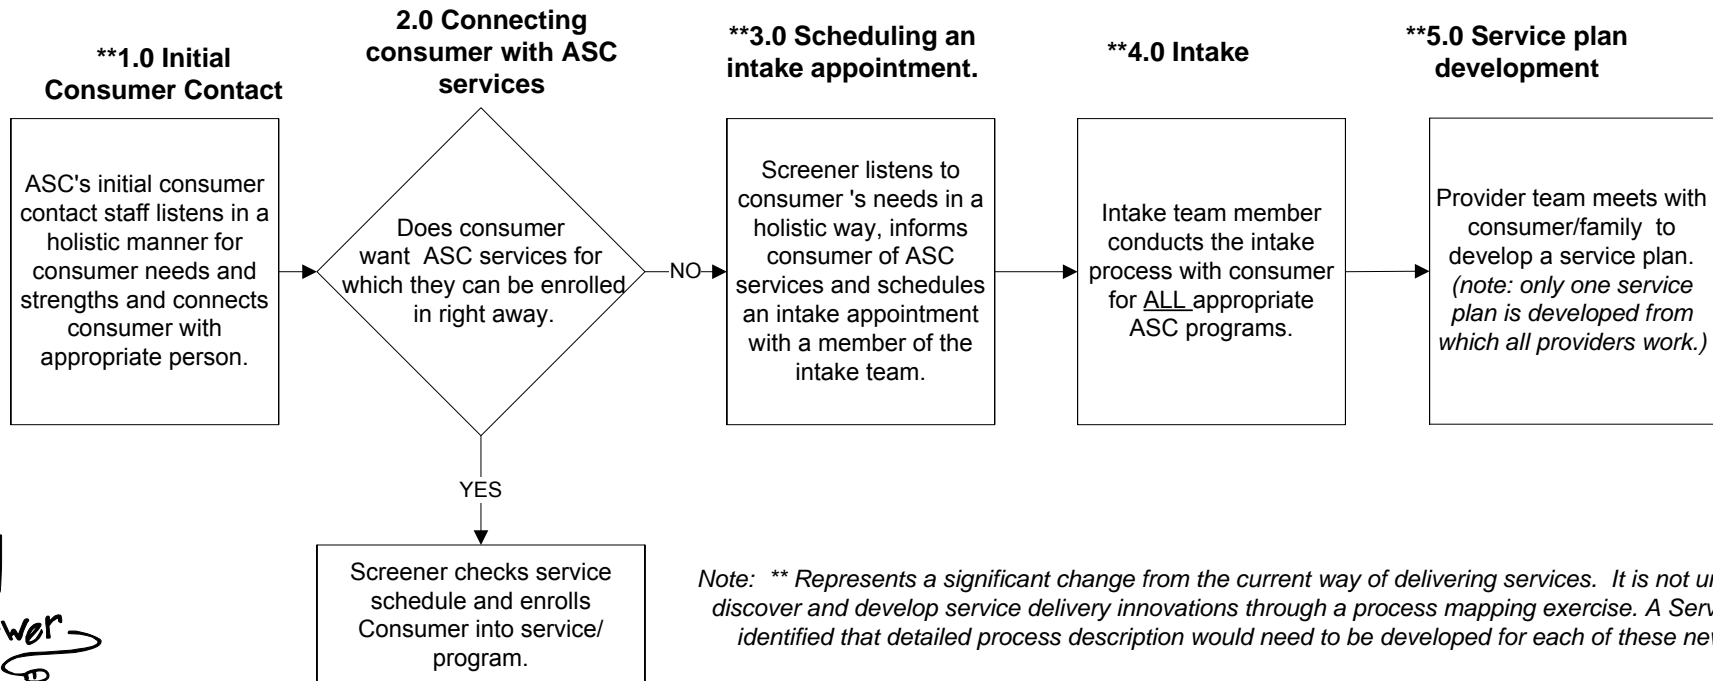 **1.0 Initial
Consumer Contact
2.0 Connecting
consumer with ASC
services
**3.0 Scheduling an
intake appointment.
**4.0 Intake
**5.0 Service plan
development
ASC's initial consumer
contact staff listens in a
holistic manner for
consumer needs and
strengths and connects
consumer with
appropriate person.
Does consumer
want ASC services for
which they can be enrolled
in right away.
NO
Screener listens to
consumer 's needs in a
holistic way, informs
consumer of ASC
services and schedules
an intake appointment
with a member of the
intake team.
Intake team member
conducts the intake
process with consumer
for ALL appropriate
ASC programs.
Provider team meets with
consumer/family to
develop a service plan.
(note: only one service
plan is developed from
which all providers work.)
YES
Screener checks service
schedule and enrolls
Consumer into service/
program.
Note: ** Represents a significant change from the current way of delivering services. It is not
discover and develop service delivery innovations through a process mapping exercise. A
identified that detailed process description would need to be developed for each of these